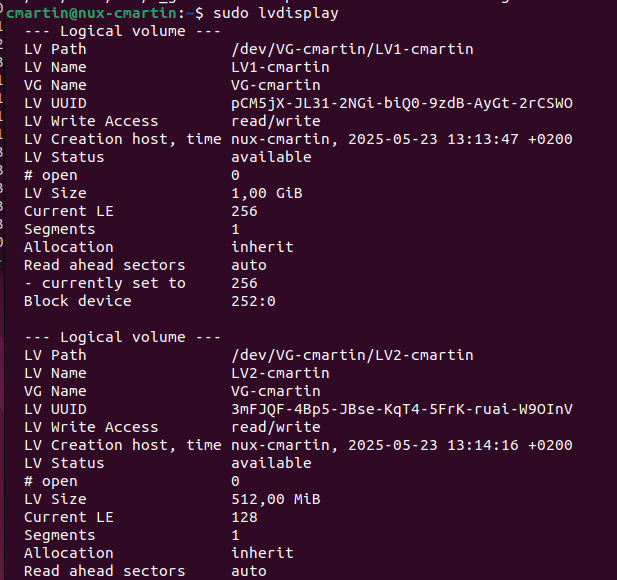 cmartin@nux-cmartin:~$ sudo lvdisplay
--- Logical volume ---
LV Path                /dev/VG-cmartin/LV1-cmartin
LV Name                LV1-cmartin
VG Name                VG-cmartin
LV UUID                pCM5jX-JL31-2NGi-biQ0-9zdB-AyGt-2rCSWO
LV Write Access        read/write
LV Creation host, time nux-cmartin, 2025-05-23 13:13:47 +0200
LV Status              available
# open                 0
LV Size                1,00 GiB
Current LE             256
Segments               1
Allocation             inherit
Read ahead sectors     auto
- currently set to     256
Block device           252:0
--- Logical volume ---
LV Path                /dev/VG-cmartin/LV2-cmartin
LV Name                LV2-cmartin
VG Name                VG-cmartin
LV UUID                3mFJQF-4Bp5-JBse-KqT4-5FrK-ruai-W9OInV
LV Write Access        read/write
LV Creation host, time nux-cmartin, 2025-05-23 13:14:16 +0200
LV Status              available
# open                 0
LV Size                512,00 MiB
Current LE             128
Segments               1
Allocation             inherit
Read ahead sectors     auto